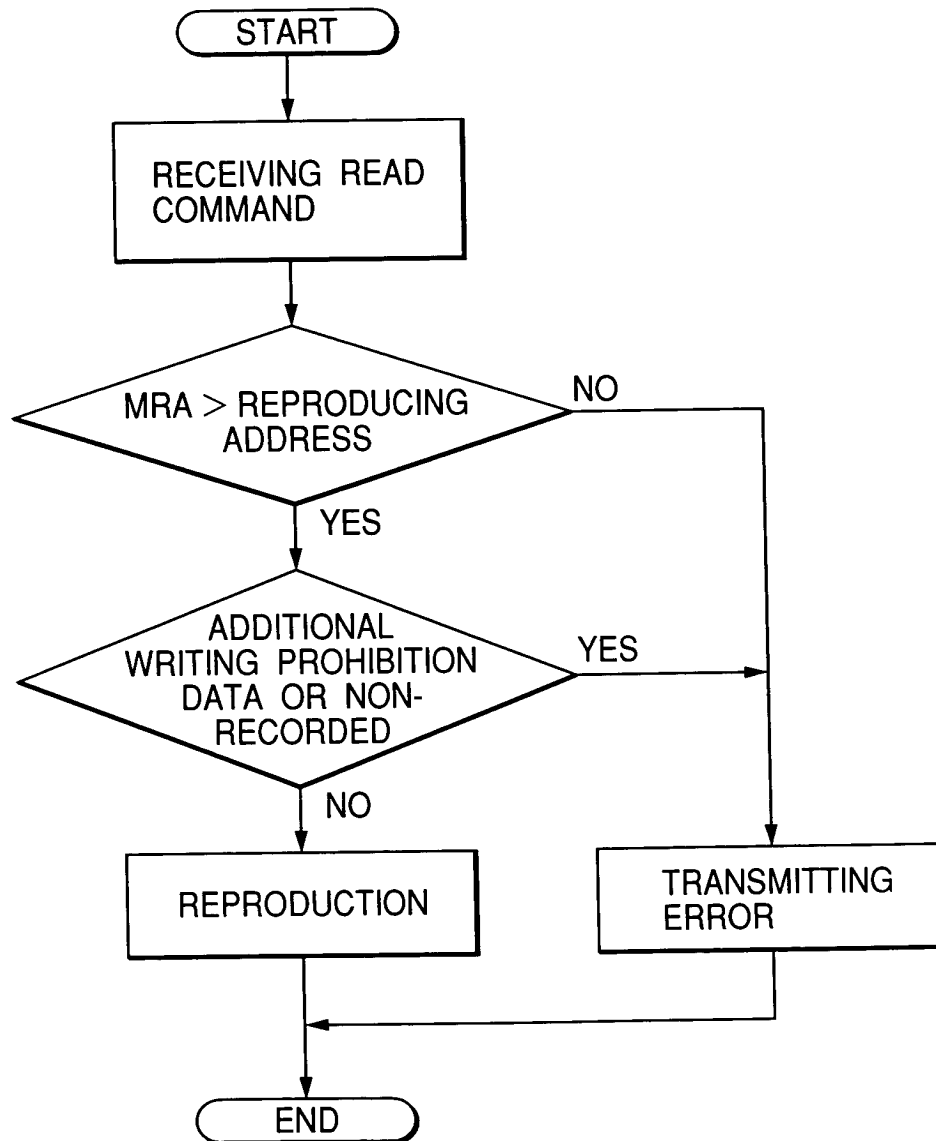 START
RECEIVING READ
COMMAND
MRA > REPRODUCING
ADDRESS
NO
YES
ADDITIONAL
WRITING PROHIBITION
DATA OR NON-
RECORDED
YES
NO
REPRODUCTION
TRANSMITTING
ERROR
END